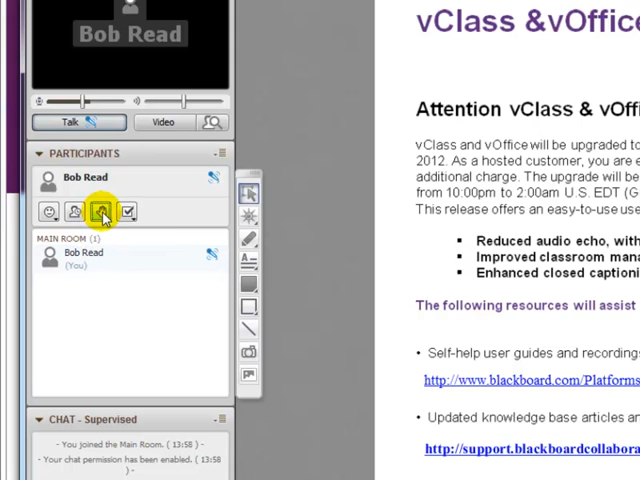 Bob Read
Talk
Video
PARTICIPANTS
Bob Read
MAIN ROOM (1)
Bob Read
(You)
CHAT - Supervised
- You joined the Main Room. ( 13:58 ) -
- Your chat permission has been enabled. ( 13:58
) -
vClass &vOffice
Attention vClass & vOffi
vClass and vOffice will be upgraded to
2012. As a hosted customer, you are e
additional charge. The upgrade will be
from 10:00pm to 2:00am U.S. EDT (G
This release offers an easy-to-use use
▪ Reduced audio echo, with
▪ Improved classroom mana
▪ Enhanced closed captioni
The following resources will assist
• Self-help user guides and recordings
http://www.blackboard.com/Platforms
• Updated knowledge base articles an
http://support.blackboardcollabora